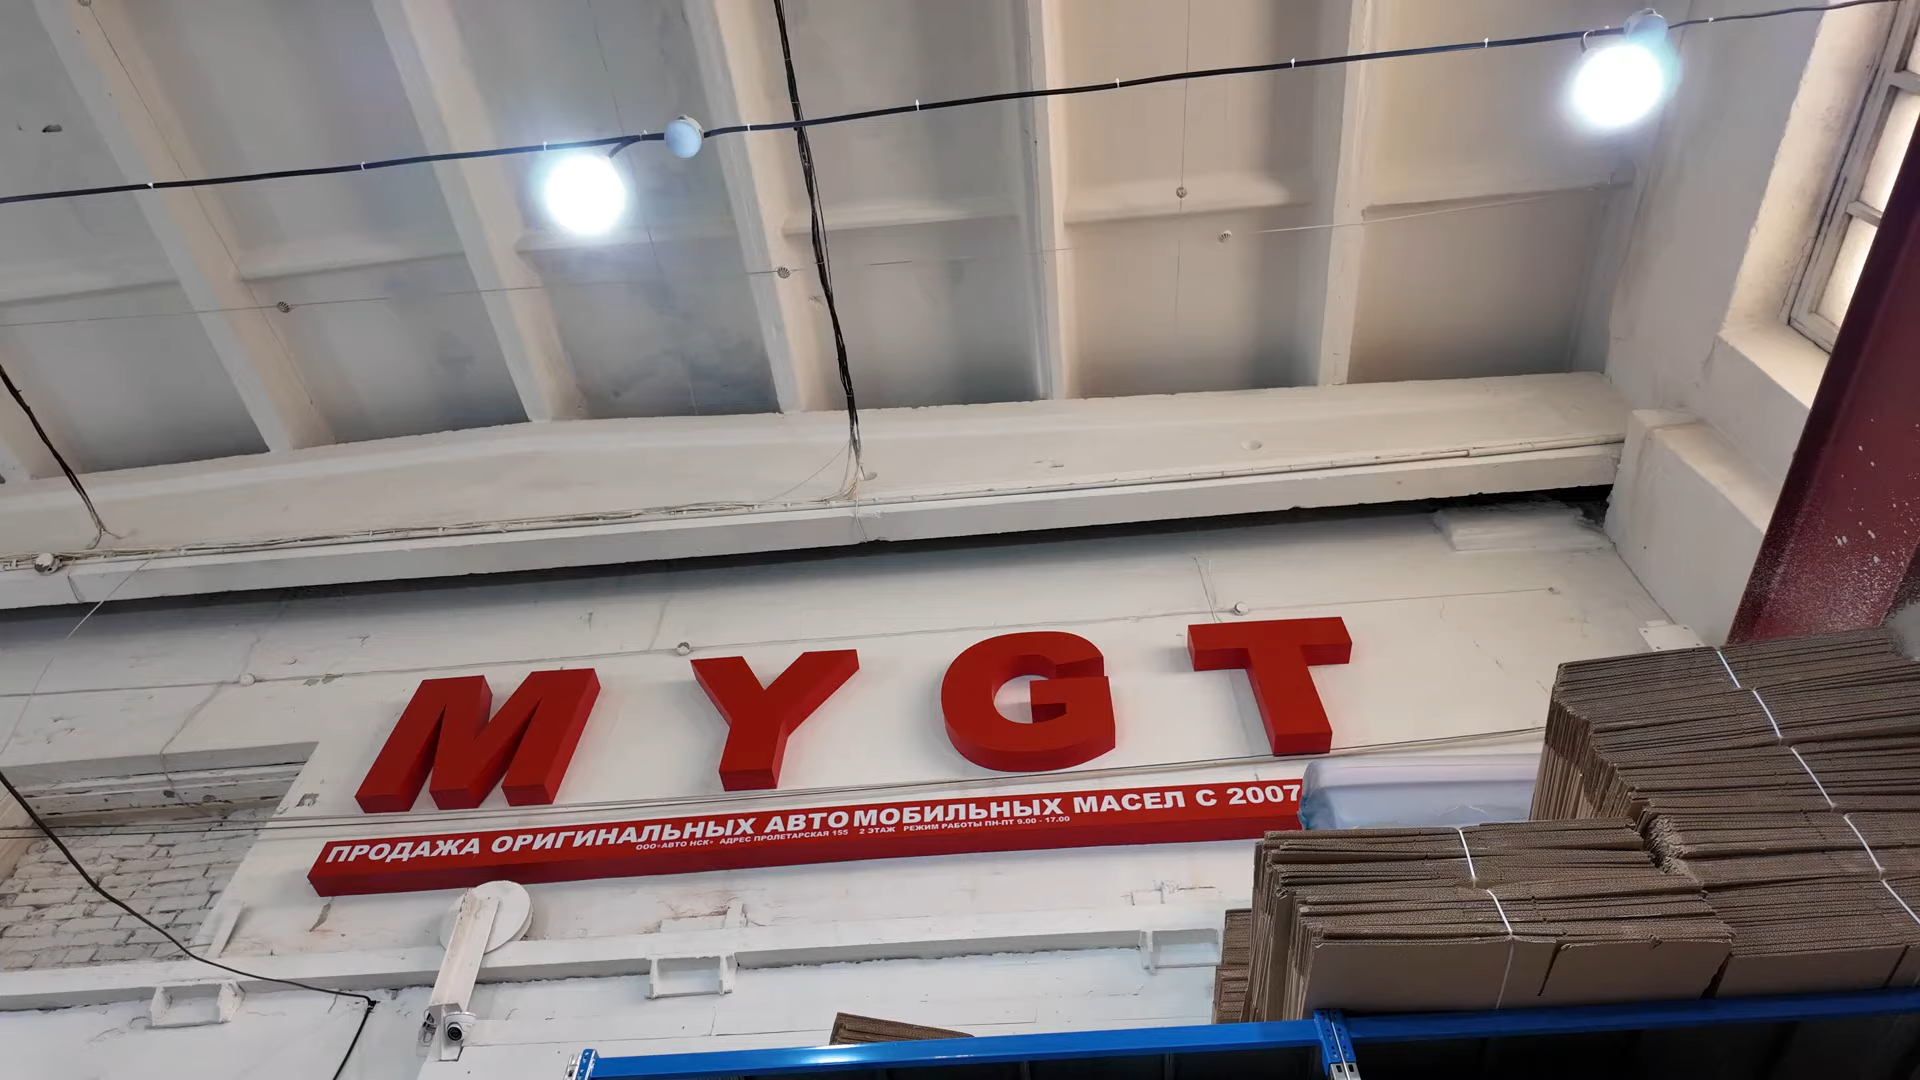 MYGT
ПРОДАЖА ОРИГИНАЛЬНЫХ АВТОМОБИЛЬНЫХ МАСЕЛ С 2007
ООО «АВТО НСК» АДРЕС ПРОЛЕТАРСКАЯ 155 2 ЭТАЖ РЕЖИМ РАБОТЫ ПН-ПТ 9.00 - 17.00